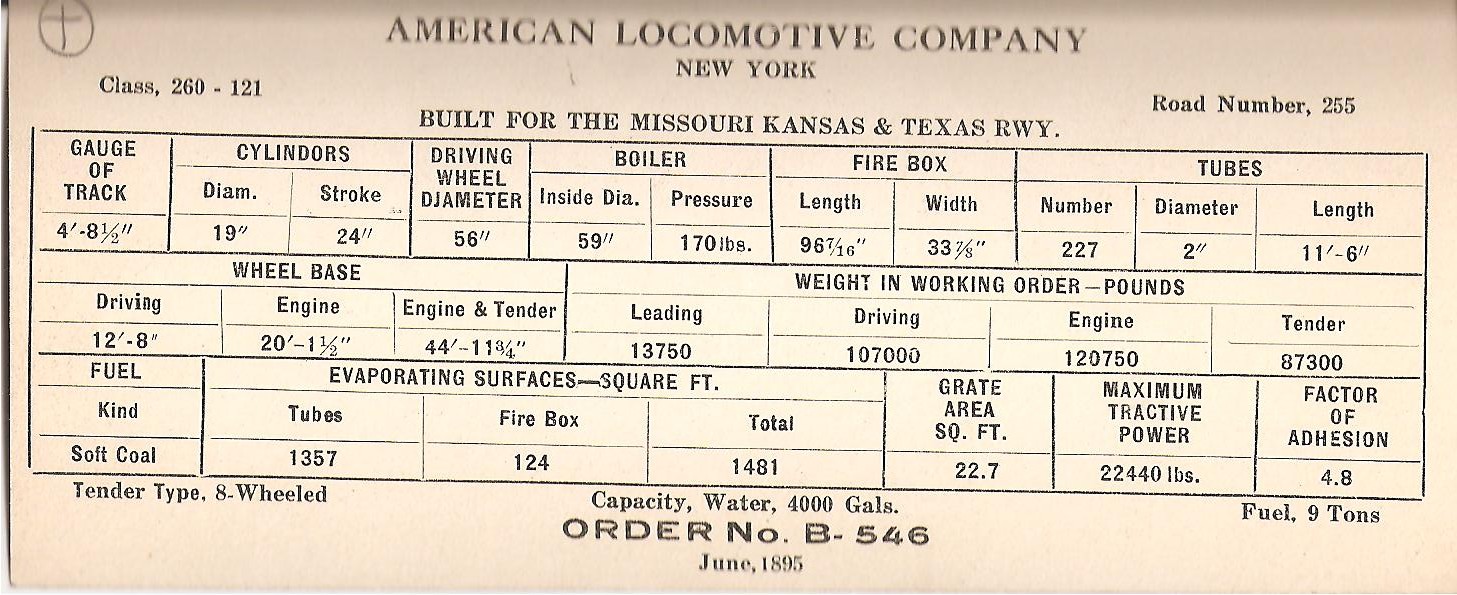 AMERICAN LOCOMOTIVE COMPANY
NEW YORK
Class, 260 - 121
Road Number, 255
BUILT FOR THE MISSOURI KANSAS & TEXAS RWY.
GAUGE OF TRACK CYLINDORS DRIVING WHEEL DJAMETER BOILER FIRE BOX TUBES
Diam. Stroke Inside Dia. Pressure Length Width Number Diameter Length
4′-8½″ 19″ 24″ 56″ 59″ 170 lbs. 96 7/16″ 33 7/8″ 227 2″ 11′-6″
WHEEL BASE WEIGHT IN WORKING ORDER—POUNDS
Driving Engine Engine & Tender Leading Driving Engine Tender
12′-8″ 20′-1½″ 44′-11¾″ 13750 107000 120750 87300
FUEL EVAPORATING SURFACES—SQUARE FT. GRATE AREA SQ. FT. MAXIMUM TRACTIVE POWER FACTOR OF ADHESION
Kind Tubes Fire Box Total
Soft Coal 1357 124 1481 22.7 22440 lbs. 4.8
Tender Type, 8-Wheeled
Capacity, Water, 4000 Gals.
Fuel, 9 Tons
ORDER No. B- 546
June, 1895